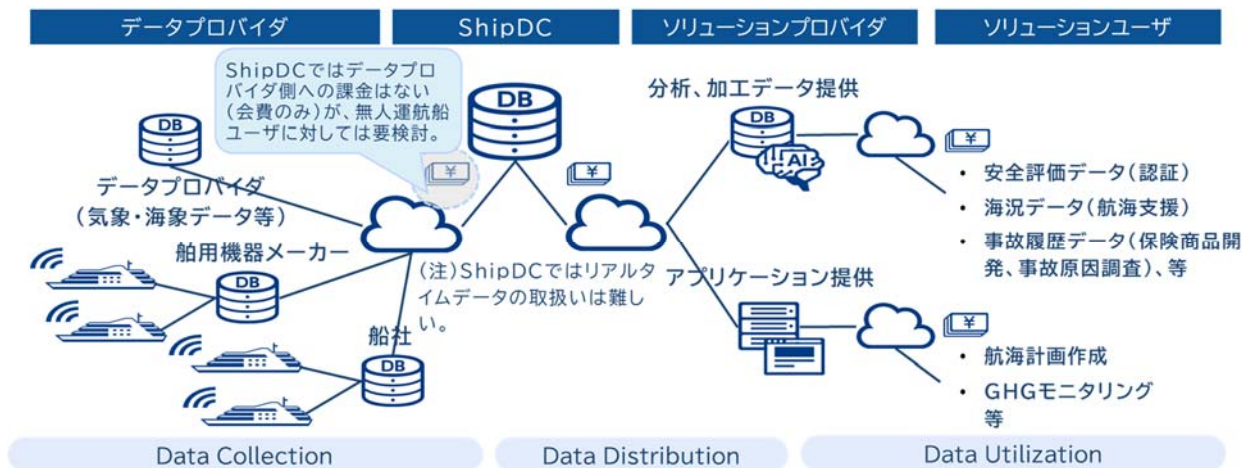 データプロバイダ
ShipDC
ソリューションプロバイダ
ソリューションユーザ
ShipDCではデータプロ
バイダ側への課金はない
(会費のみ)が、無人運航船
ユーザに対しては要検討。
DB
DB
¥
¥
データプロバイダ
(気象・海象データ等)
舶用機器メーカー
DB
船社
DB
(注)ShipDCではリアルタ
イムデータの取扱いは難し
い。
分析、加工データ提供
DB
AI
¥
• 安全評価データ(認証)
• 海況データ(航海支援)
• 事故履歴データ(保険商品開
発、事故原因調査)、等
アプリケーション提供
¥
• 航海計画作成
• GHGモニタリング
等
Data Collection
Data Distribution
Data Utilization